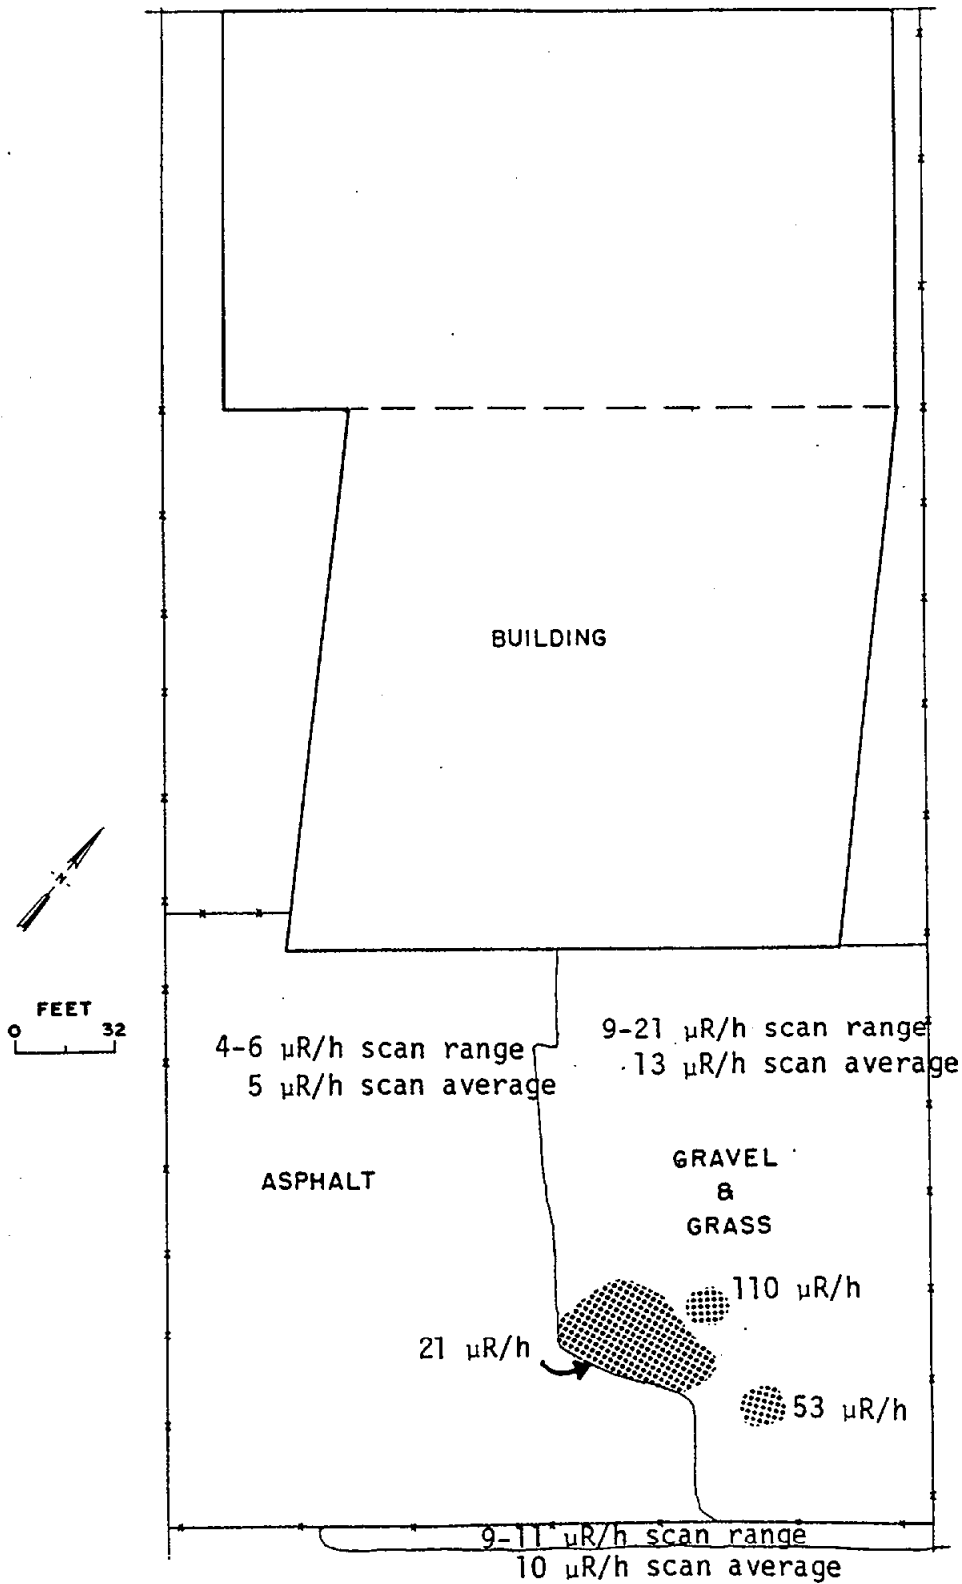 BUILDING
N
FEET
0 32
4-6 μR/h scan range
5 μR/h scan average
9-21 μR/h scan range
13 μR/h scan average
ASPHALT
GRAVEL
&
GRASS
110 μR/h
21 μR/h
53 μR/h
9-11 μR/h scan range
10 μR/h scan average